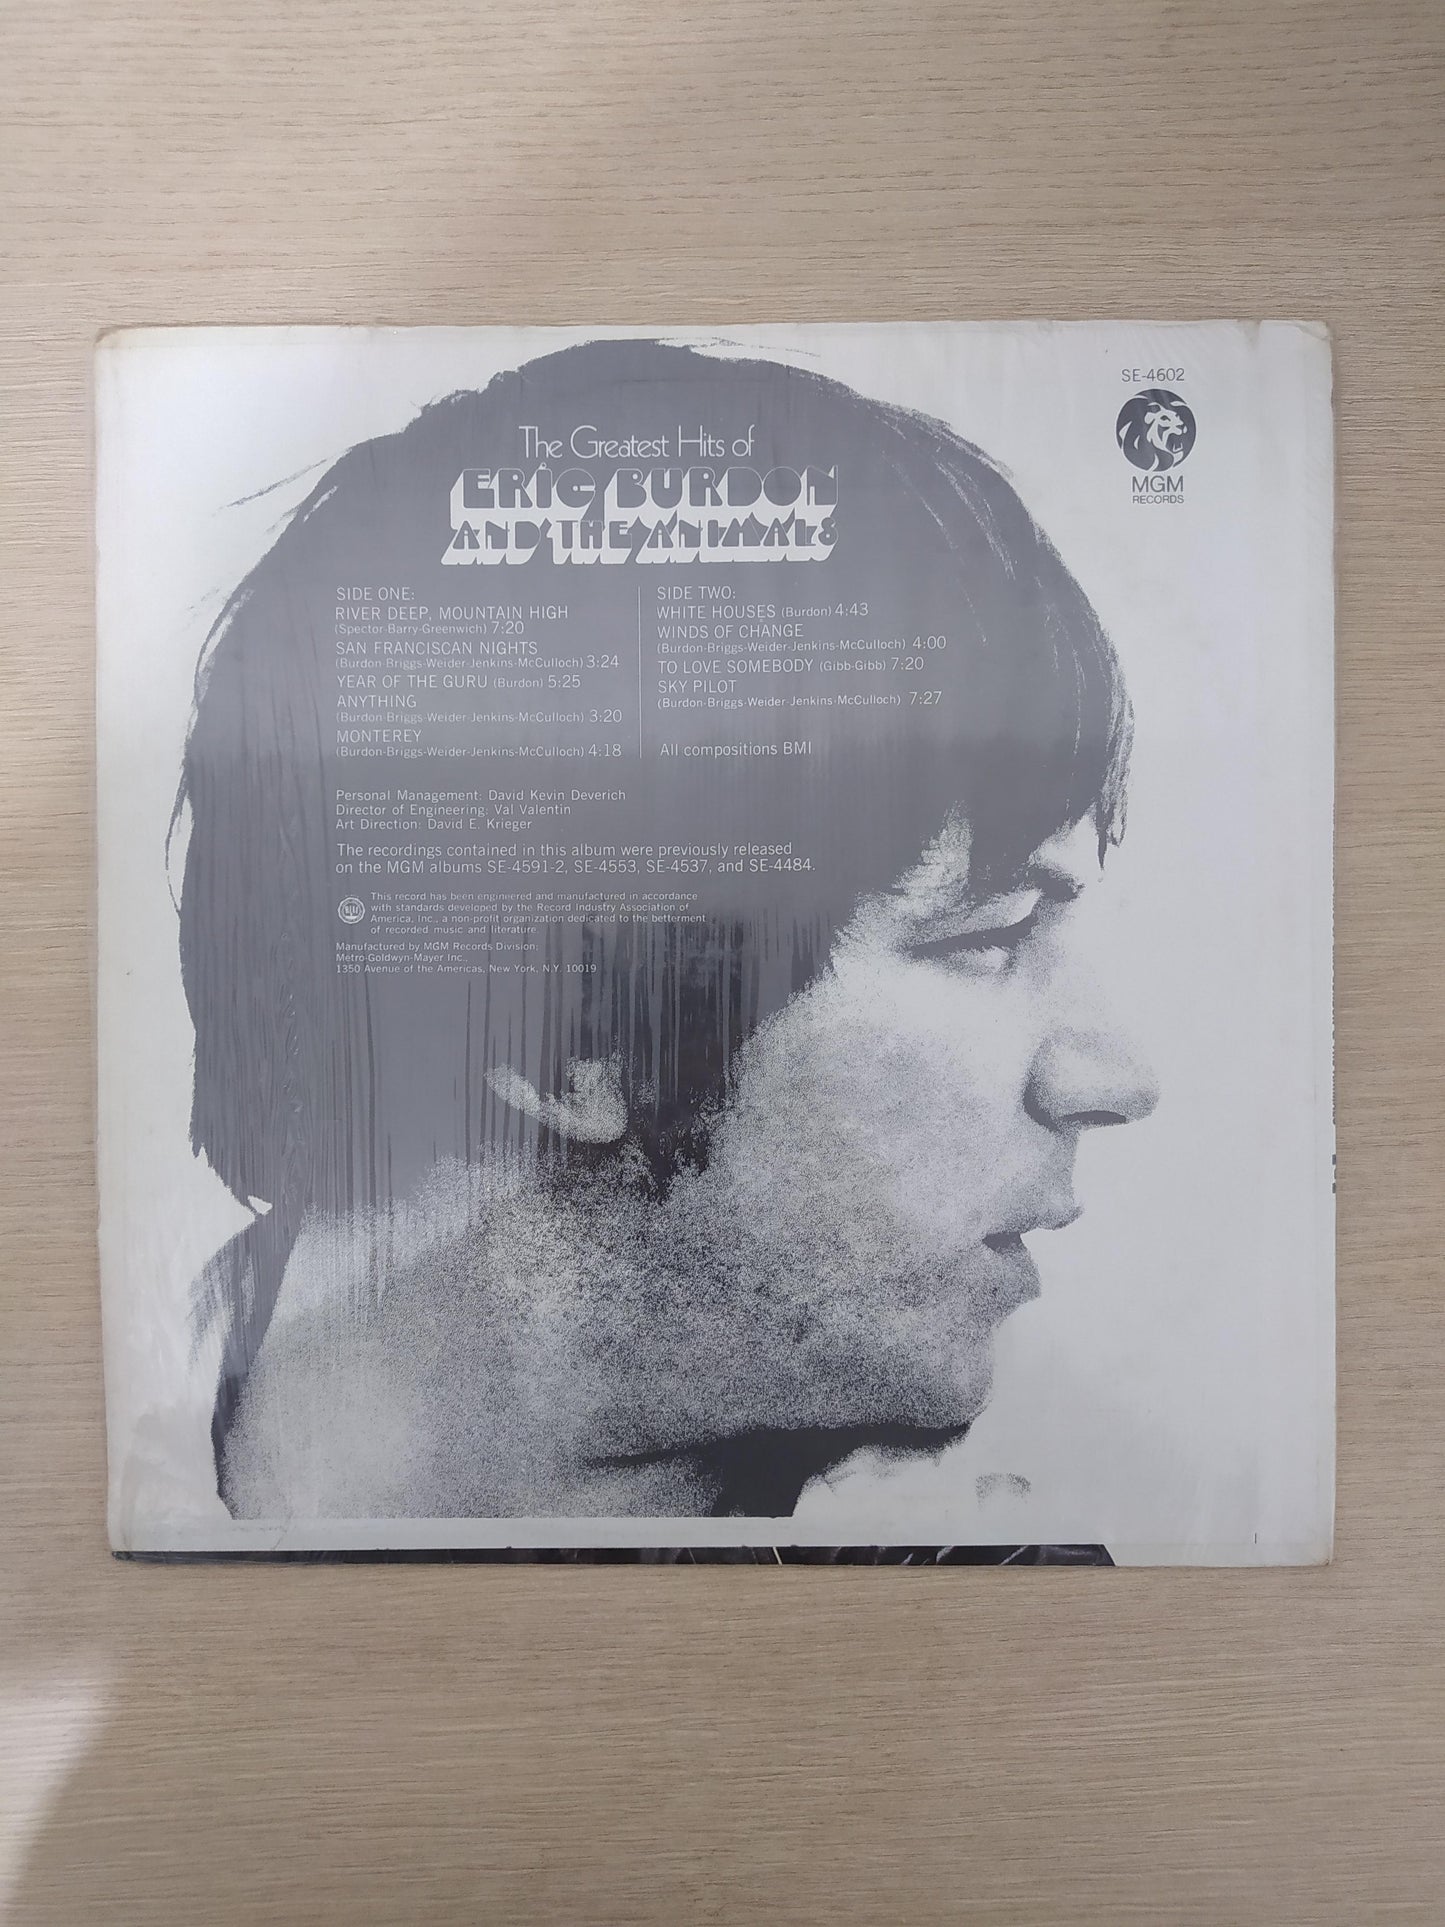 SE-4602
MGM
RECORDS
The Greatest Hits of
ERIC BURDON
AND THE ANIMALS
SIDE ONE:
RIVER DEEP, MOUNTAIN HIGH
(Spector-Barry-Greenwich) 7:20
SAN FRANCISCAN NIGHTS
(Burdon-Briggs-Weider-Jenkins-McCulloch) 3:24
YEAR OF THE GURU (Burdon) 5:25
ANYTHING
(Burdon-Briggs-Weider-Jenkins-McCulloch) 3:20
MONTEREY
(Burdon-Briggs-Weider-Jenkins-McCulloch) 4:18
SIDE TWO:
WHITE HOUSES (Burdon) 4:43
WINDS OF CHANGE
(Burdon-Briggs-Weider-Jenkins-McCulloch) 4:00
TO LOVE SOMEBODY (Gibb-Gibb) 7:20
SKY PILOT
(Burdon-Briggs-Weider-Jenkins-McCulloch) 7:27
All compositions BMI
Personal Management: David Kevin Deverich
Director of Engineering: Val Valentin
Art Direction: David E. Krieger
The recordings contained in this album were previously released
on the MGM albums SE-4591-2, SE-4553, SE-4537, and SE-4484.
This record has been engineered and manufactured in accordance
with standards developed by the Record Industry Association of
America, Inc., a non-profit organization dedicated to the betterment
of recorded music and literature.
Manufactured by MGM Records Division;
Metro-Goldwyn-Mayer Inc.,
1350 Avenue of the Americas, New York, N.Y. 10019